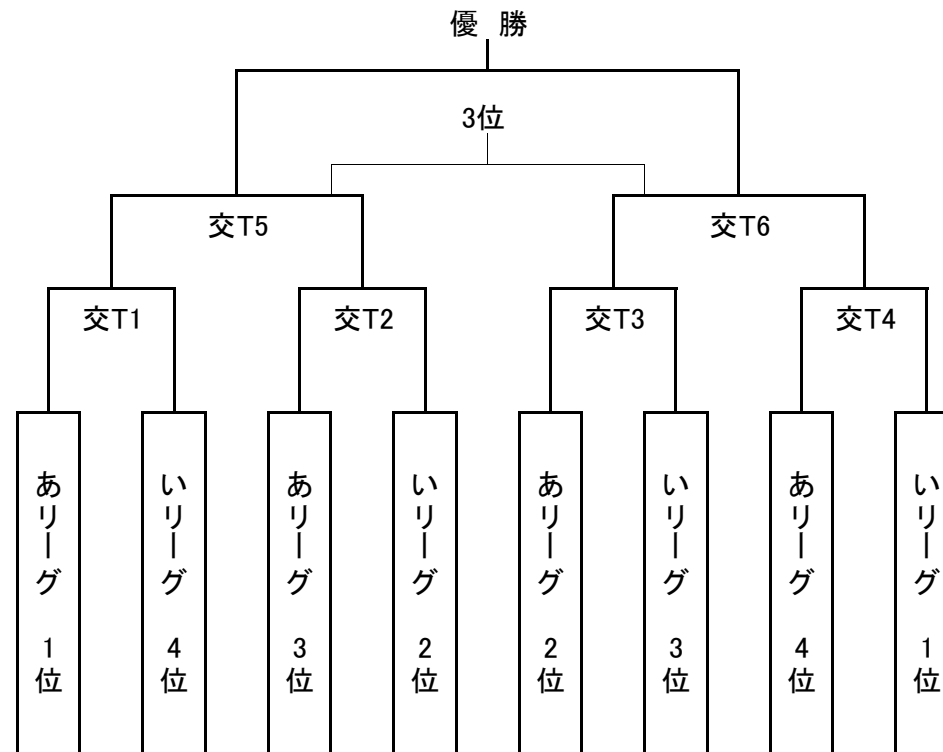 優 勝
3位
交T5
交T6
交T1
交T2
交T3
交T4
あリーグ 1位
いリーグ 4位
あリーグ 3位
いリーグ 2位
あリーグ 2位
いリーグ 3位
あリーグ 4位
いリーグ 1位